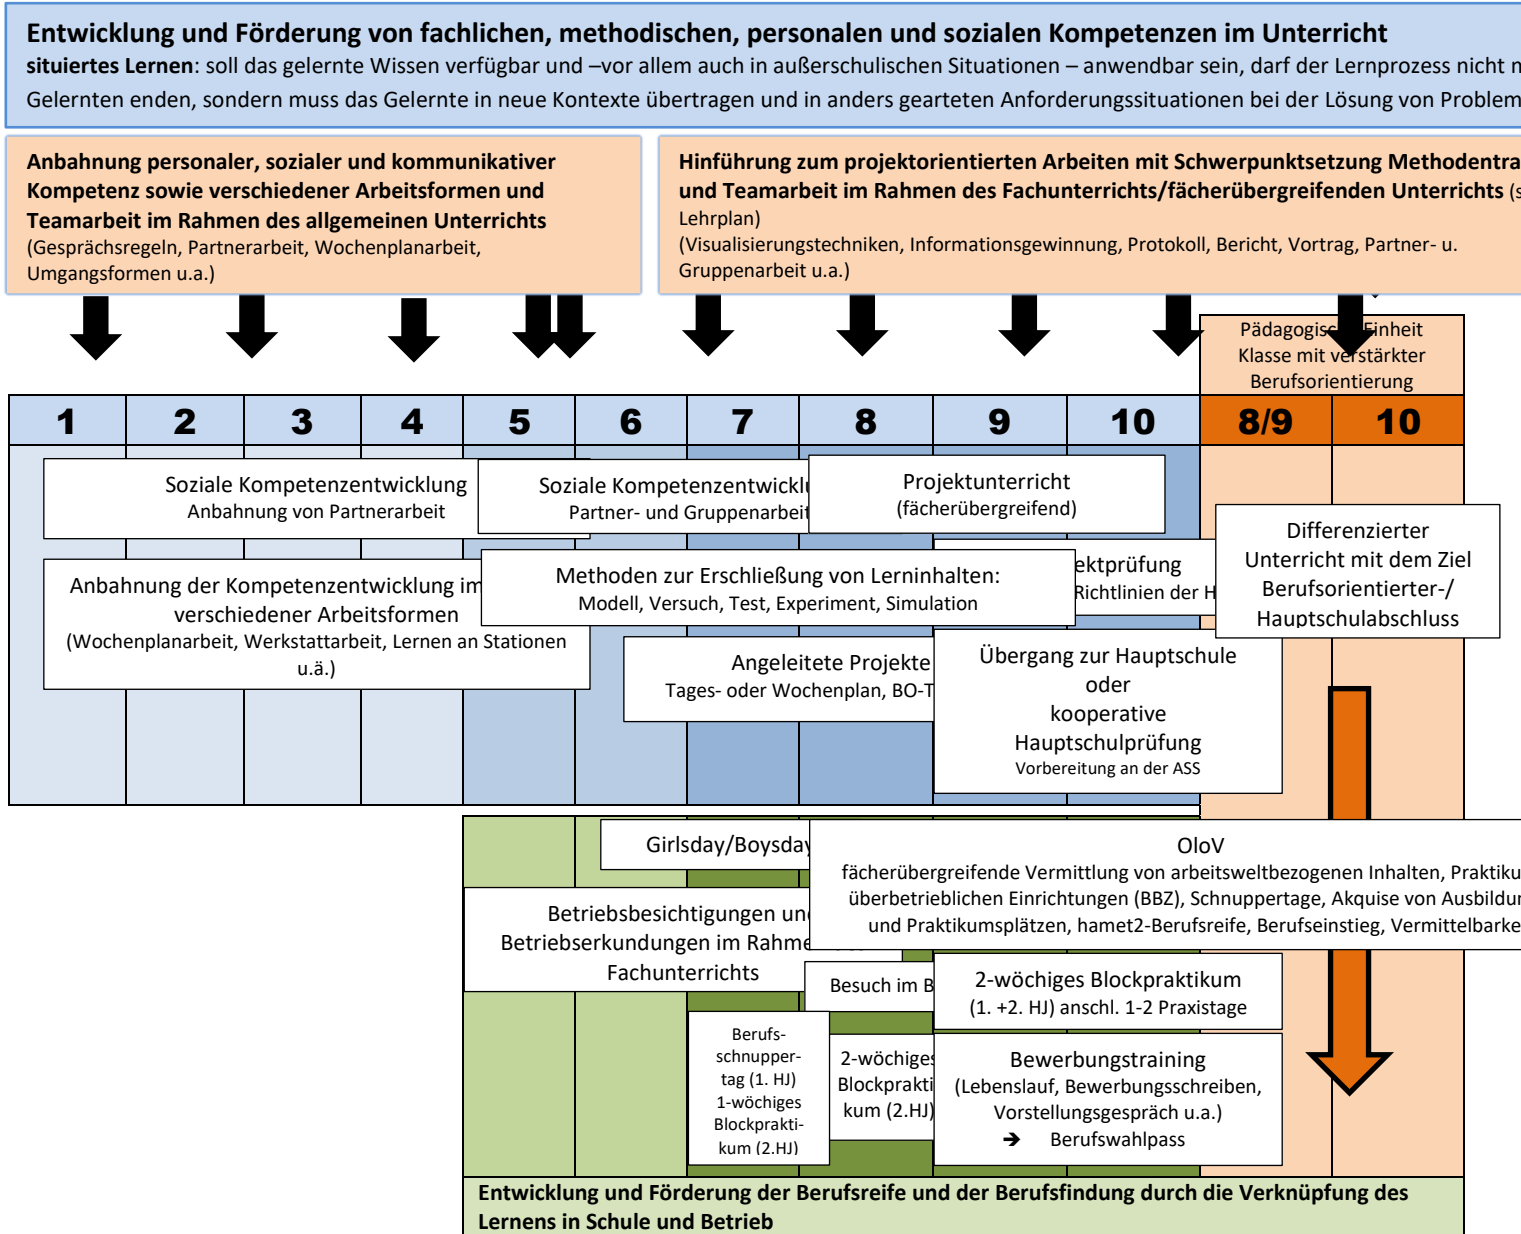 Entwicklung und Förderung von fachlichen, methodischen, personalen und sozialen Kompetenzen im Unterricht
situiertes Lernen: soll das gelernte Wissen verfügbar und –vor allem auch in außerschulischen Situationen – anwendbar sein, darf der Lernprozess nicht
Gelernten enden, sondern muss das Gelernte in neue Kontexte übertragen und in anders gearteten Anforderungssituationen bei der Lösung von Problem
Anbahnung personaler, sozialer und kommunikativer
Kompetenz sowie verschiedener Arbeitsformen und
Teamarbeit im Rahmen des allgemeinen Unterrichts
(Gesprächsregeln, Partnerarbeit, Wochenplanarbeit,
Umgangsformen u.a.)
Hinführung zum projektorientierten Arbeiten mit Schwerpunktsetzung Methodentra
und Teamarbeit im Rahmen des Fachunterrichts/fächerübergreifenden Unterrichts (s
Lehrplan)
(Visualisierungstechniken, Informationsgewinnung, Protokoll, Bericht, Vortrag, Partner- u.
Gruppenarbeit u.a.)
Einheit
Klasse mit verstärkter
Berufsorientierung
1 2 3 4 5 6 7 8 9 10 8/9 10
Soziale Kompetenzentwicklung
Anbahnung von Partnerarbeit
Soziale Kompetenzentwickl
Partner- und Gruppenarbeit
Projektunterricht
(fächerübergreifend)
Anbahnung der Kompetenzentwicklung im
verschiedener Arbeitsformen
(Wochenplanarbeit, Werkstattarbeit, Lernen an Stationen
u.ä.)
Methoden zur Erschließung von Lerninhalten:
Modell, Versuch, Test, Experiment, Simulation
ektprüfung
Richtlinien der H
Differenzierter
Unterricht mit dem Ziel
Berufsorientierter-/
Hauptschulabschluss
Angeleitete Projekte
Tages- oder Wochenplan, BO-T
Übergang zur Hauptschule
oder
kooperative
Hauptschulprüfung
Vorbereitung an der ASS
Girlsday/Boysday
OloV
fächerübergreifende Vermittlung von arbeitsweltbezogenen Inhalten, Praktiku
überbetrieblichen Einrichtungen (BBZ), Schnuppertage, Akquise von Ausbildun
und Praktikumsplätzen, hamet2-Berufsreife, Berufseinstieg, Vermittelbarke
Betriebsbesichtigungen und
Betriebserkundungen im Rahme
Fachunterrichts
Besuch im B
2-wöchiges Blockpraktikum
(1. +2. HJ) anschl. 1-2 Praxistage
Berufs-
schnupper-
tag (1. HJ)
1-wöchiges
Blockprakti-
kum (2.HJ)
2-wöchiges
Blockprakti
kum (2.HJ)
Bewerbungstraining
(Lebenslauf, Bewerbungsschreiben,
Vorstellungsgespräch u.a.)
➔ Berufswahlpass
Entwicklung und Förderung der Berufsreife und der Berufsfindung durch die Verknüpfung des
Lernens in Schule und Betrieb